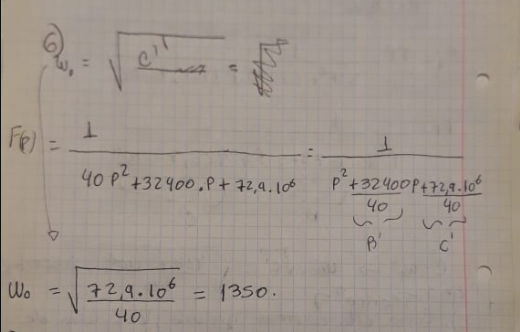 6) ω₀ = √C' =
F(p) = 1 / (40 p² + 32400 . p + 72,9 . 10⁶) = 1 / (p² + 32400p/40 + 72,9 . 10⁶/40)
B' C'
ω₀ = √(72,9 . 10⁶ / 40) = 1350.